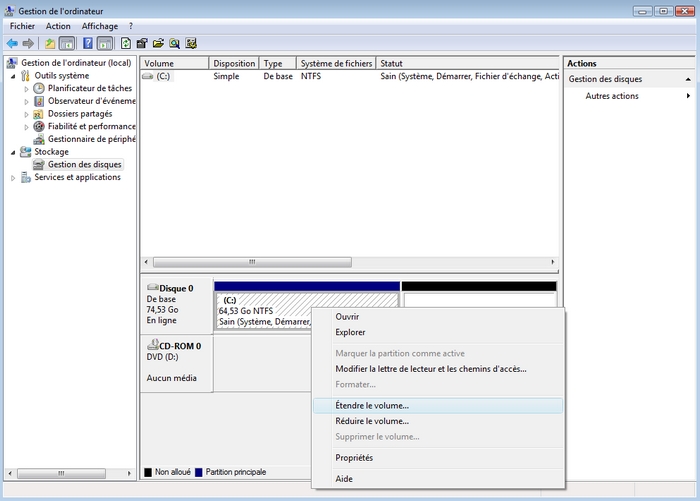 Gestion de l'ordinateur
Fichier Action Affichage ?
Gestion de l'ordinateur (local)
Outils système
Planificateur de tâches
Observateur d'événeme
Dossiers partagés
Fiabilité et performance
Gestionnaire de périphé
Stockage
Gestion des disques
Services et applications
Volume Disposition Type Système de fichiers Statut
(C:) Simple De base NTFS Sain (Système, Démarrer, Fichier d'échange, Acti
Actions
Gestion des disques
Autres actions
Disque 0
De base
74,53 Go
En ligne
(C:)
64,53 Go NTFS
Sain (Système, Démarrer,
CD-ROM 0
DVD (D:)
Aucun média
Non alloué Partition principale
Ouvrir
Explorer
Marquer la partition comme active
Modifier la lettre de lecteur et les chemins d'accès...
Formater...
Étendre le volume...
Réduire le volume...
Supprimer le volume...
Propriétés
Aide